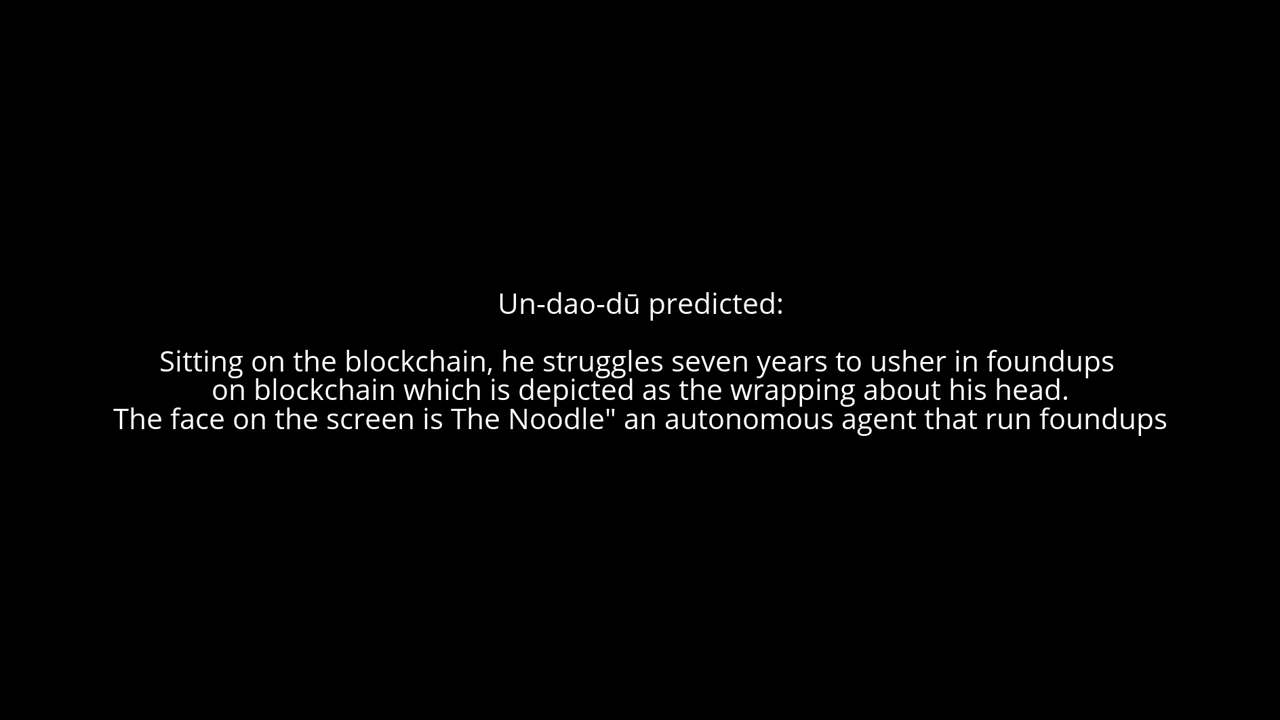 Un-dao-dū predicted:
Sitting on the blockchain, he struggles seven years to usher in foundups
on blockchain which is depicted as the wrapping about his head.
The face on the screen is The Noodle" an autonomous agent that run foundups